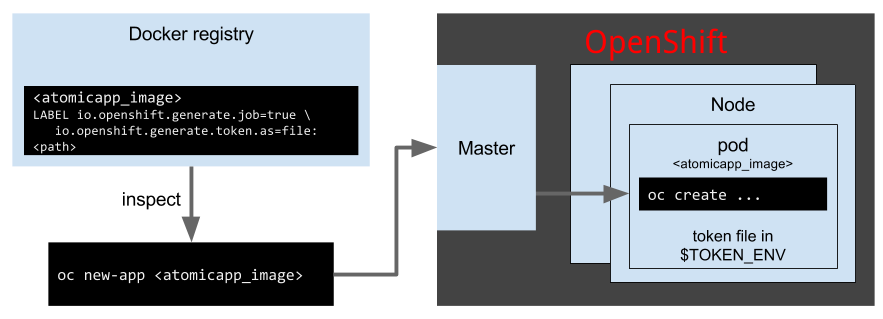 Docker registry
<atomicapp_image>
LABEL io.openshift.generate.job=true \
io.openshift.generate.token.as=file:
<path>
inspect
oc new-app <atomicapp_image>
OpenShift
Master
Node
pod
<atomicapp_image>
oc create ...
token file in
$TOKEN_ENV